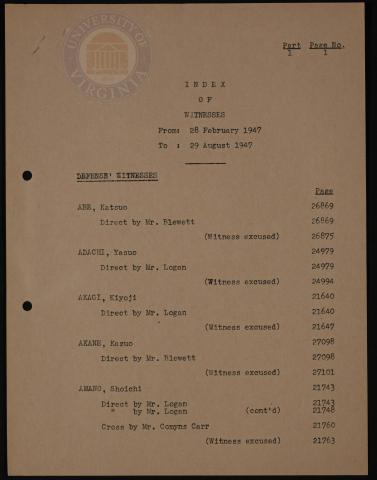 UNIVERSITY OF VIRGINIA
Part Page No.
1 1
INDEX
OF
WITNESSES
From: 28 February 1947
To : 29 August 1947
DEFENSE' WITNESSES
Page
ABE, Katsuo 26869
Direct by Mr. Blewett 26869
(Witness excused) 26875
ADACHI, Yasuo 24979
Direct by Mr. Logan 24979
(Witness excused) 24994
AKAGI, Kiyoji 21640
Direct by Mr. Logan 21640
(Witness excused) 21647
AKANE, Kazuo 27098
Direct by Mr. Blewett 27098
(Witness excused) 27101
AMANO, Shoichi 21743
Direct by Mr. Logan 21743
" by Mr. Logan (cont'd) 21748
Cross by Mr. Comyns Carr 21760
(Witness excused) 21763